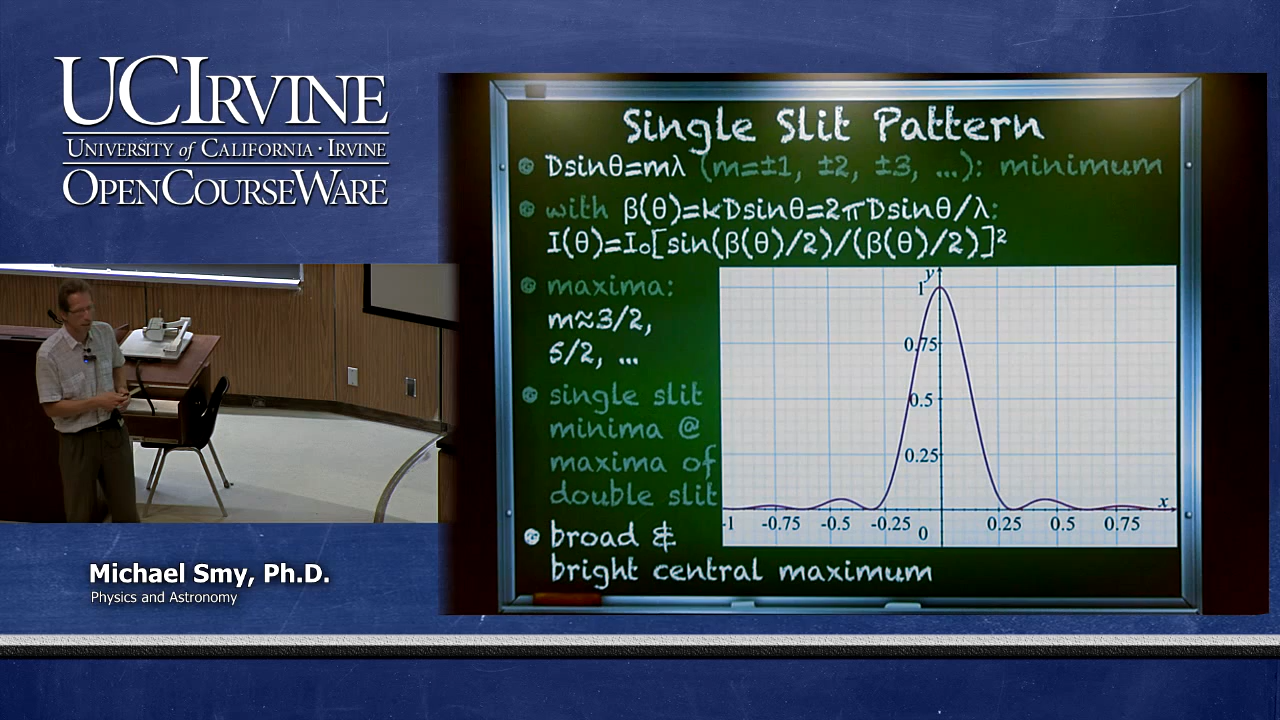 UCIRVINE
UNIVERSITY of CALIFORNIA · IRVINE
OPENCOURSEWARE
Michael Smy, Ph.D.
Physics and Astronomy
Single Slit Pattern
Dsinθ=mλ (m=±1, ±2, ±3, ...): minimum
with β(θ)=kDsinθ=2πDsinθ/λ:
I(θ)=I₀[sin(β(θ)/2)/(β(θ)/2)]²
maxima:
m≈3/2,
5/2, ...
single slit
minima @
maxima of
double slit
broad &
bright central maximum
y
1
0.75
0.5
0.25
x
-1 -0.75 -0.5 -0.25 0.25 0.5 0.75
0